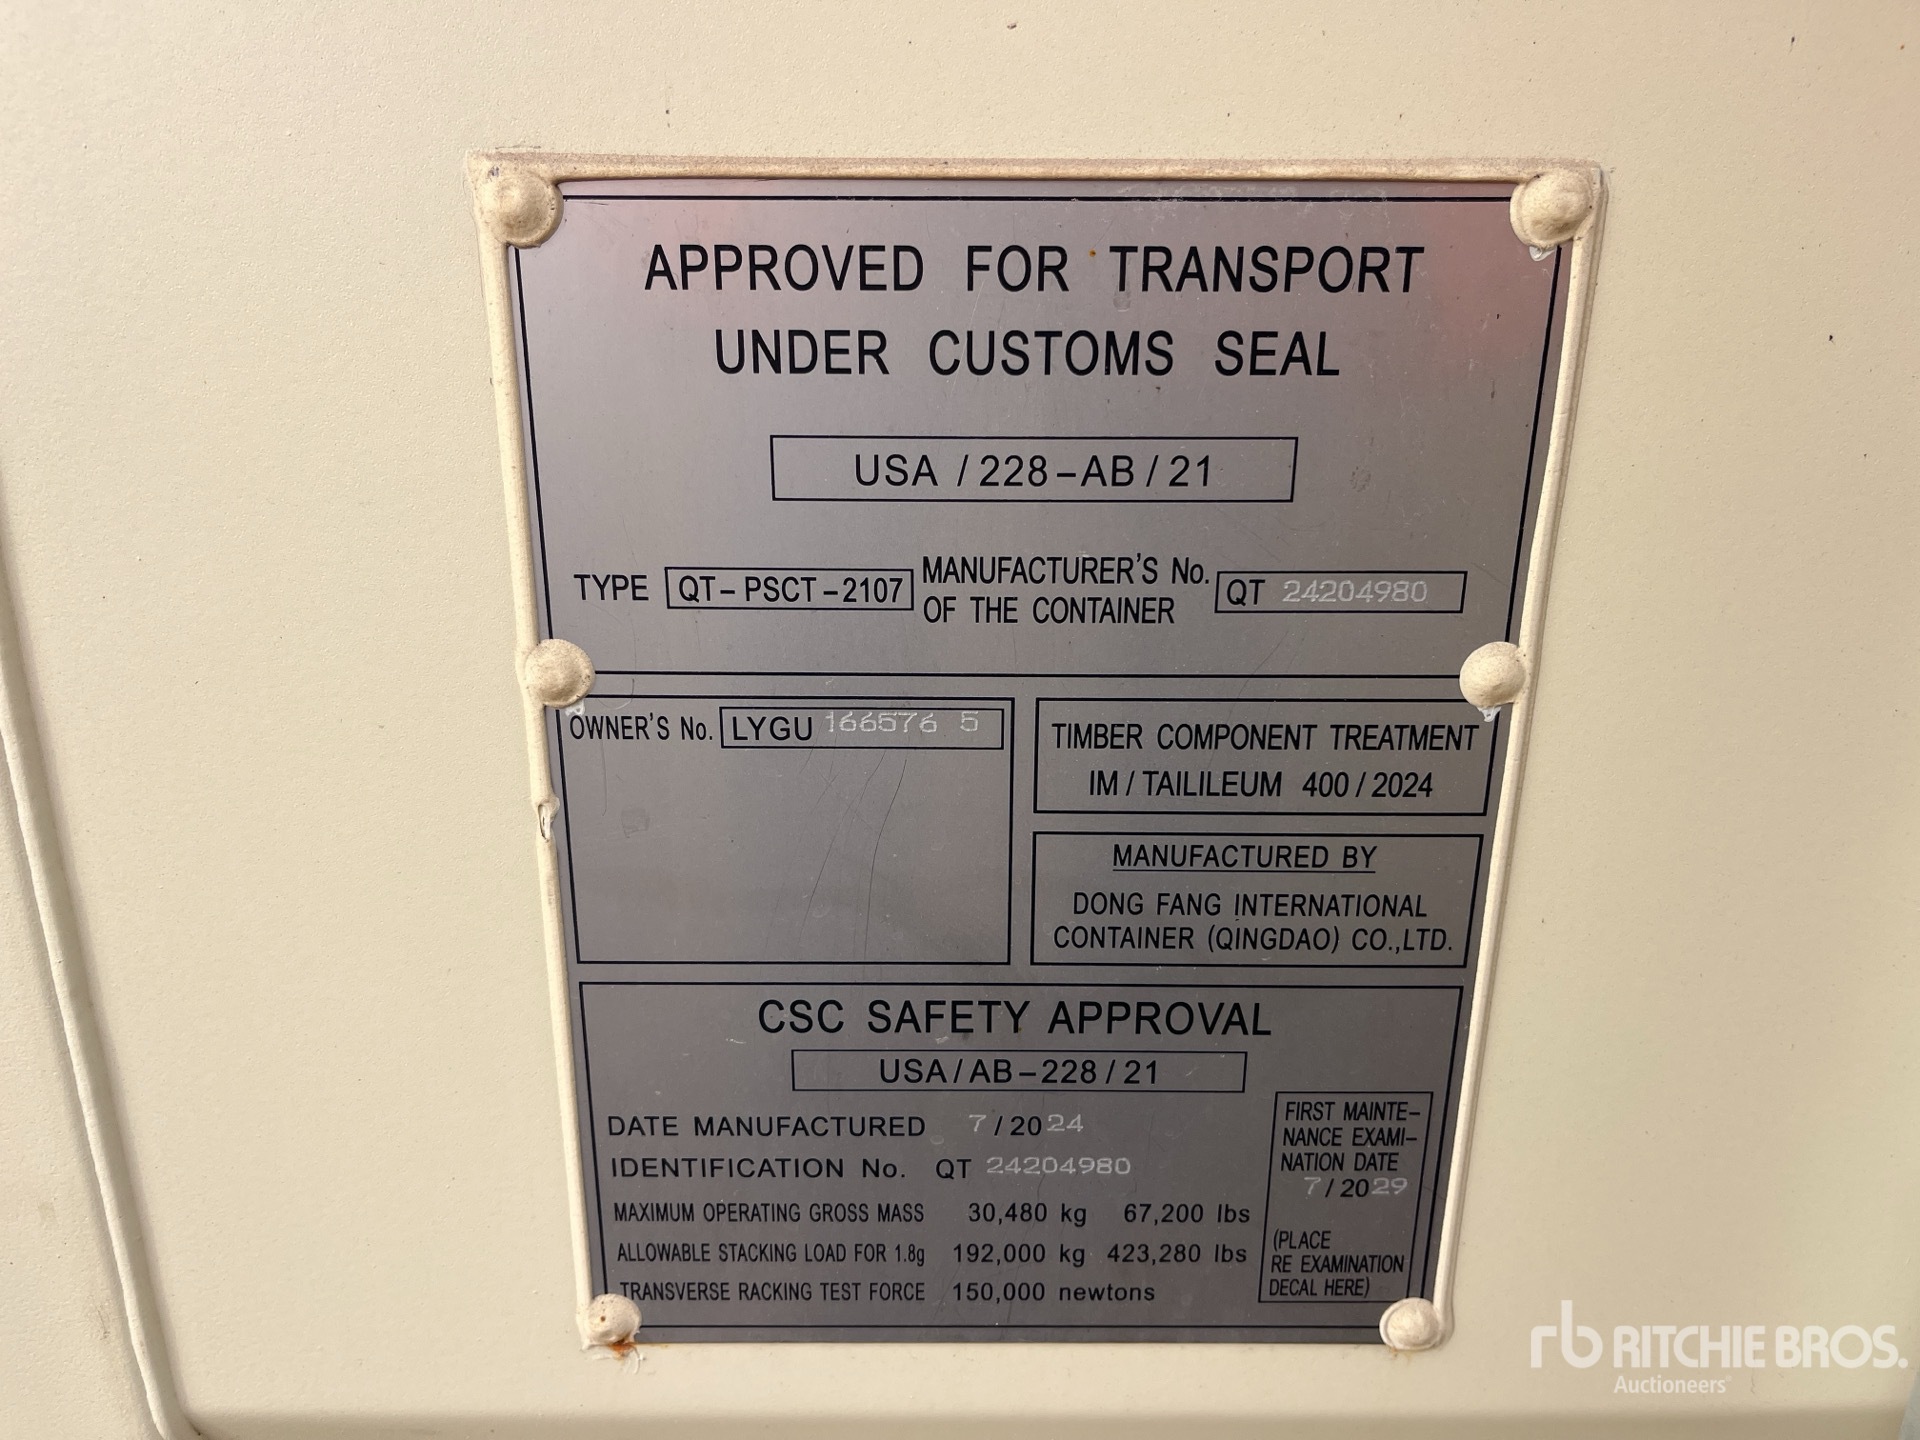 APPROVED FOR TRANSPORT
UNDER CUSTOMS SEAL
USA / 228-AB / 21
TYPE QT-PSCT-2107
MANUFACTURER'S No.
OF THE CONTAINER
QT 24204980
OWNER'S No. LYGU 166576 5
TIMBER COMPONENT TREATMENT
IM / TAILILEUM 400 / 2024
MANUFACTURED BY
DONG FANG INTERNATIONAL
CONTAINER (QINGDAO) CO.,LTD.
CSC SAFETY APPROVAL
USA / AB-228 / 21
DATE MANUFACTURED 7 / 2024
IDENTIFICATION No. QT 24204980
MAXIMUM OPERATING GROSS MASS 30,480 kg 67,200 lbs
ALLOWABLE STACKING LOAD FOR 1.8g 192,000 kg 423,280 lbs
TRANSVERSE RACKING TEST FORCE 150,000 newtons
FIRST MAINTE-
NANCE EXAMI-
NATION DATE
7 / 2029
(PLACE
RE EXAMINATION
DECAL HERE)
rb RITCHIE BROS.
Auctioneers